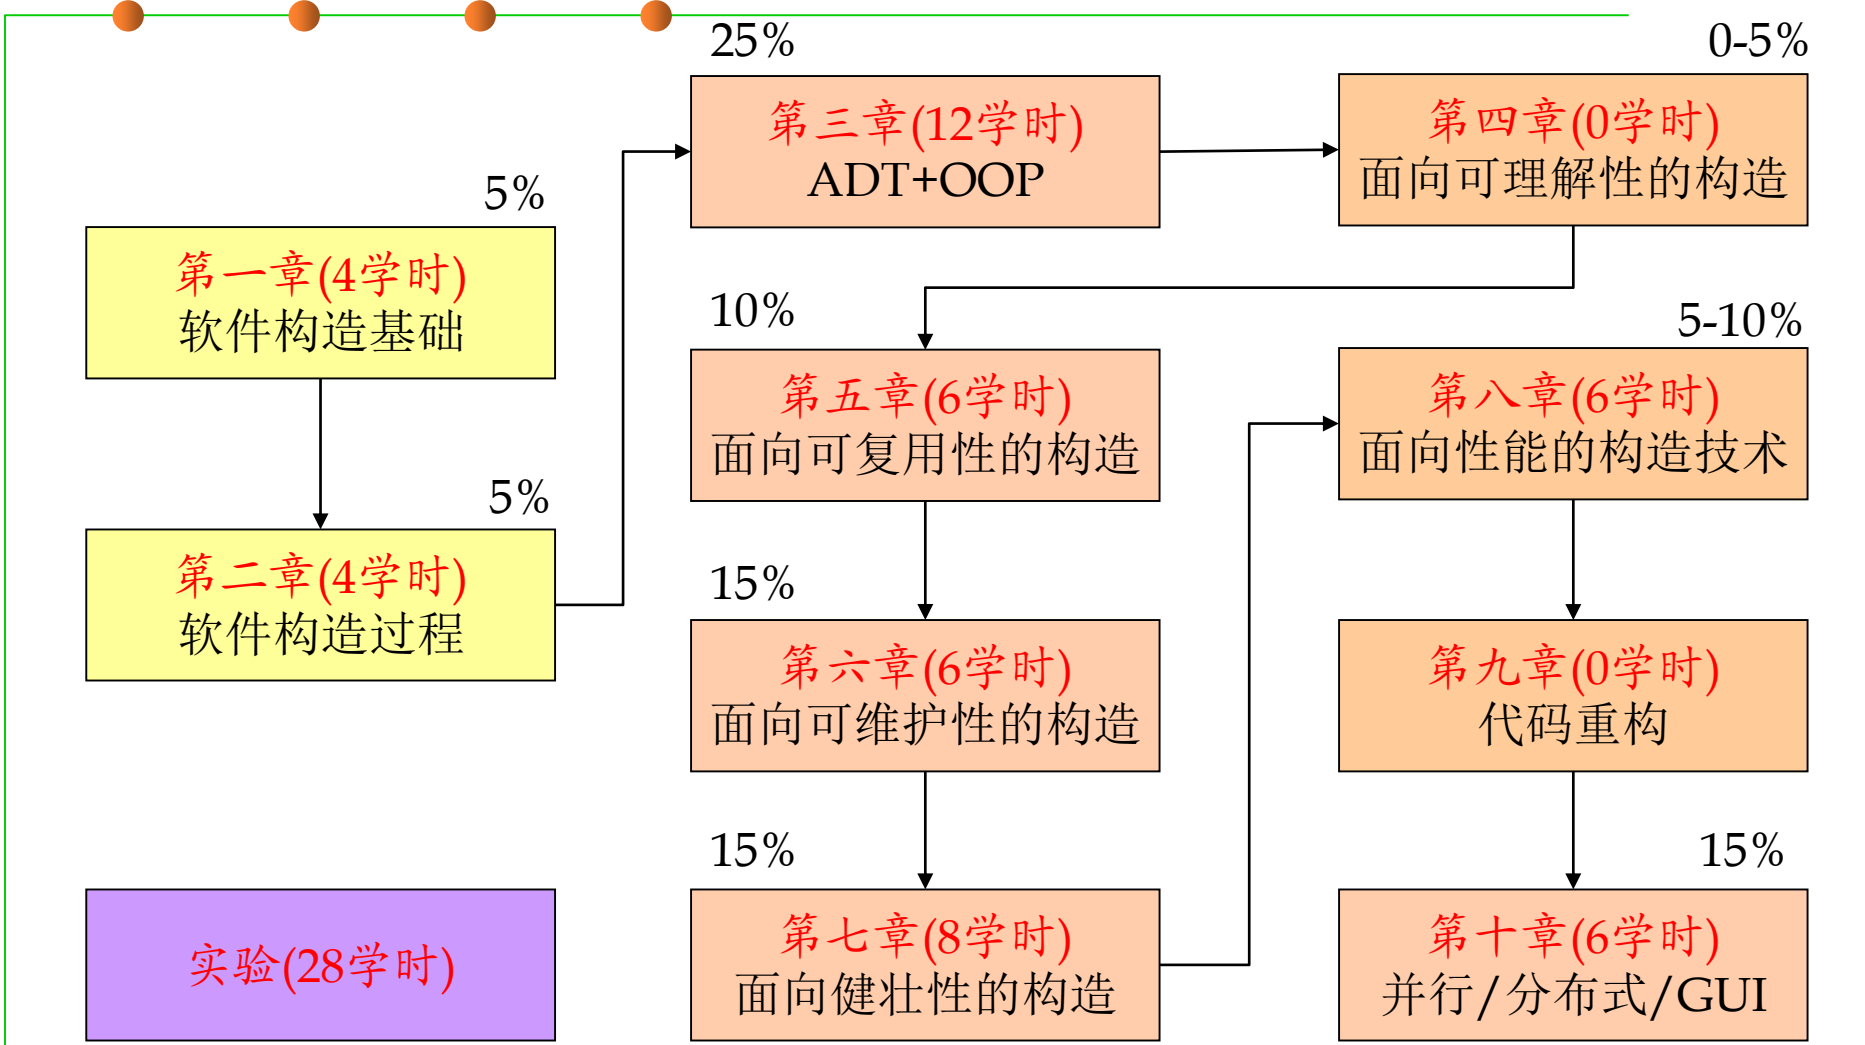 5%
第一章(4学时)
软件构造基础
5%
第二章(4学时)
软件构造过程
25%
第三章(12学时)
ADT+OOP
0-5%
第四章(0学时)
面向可理解性的构造
10%
第五章(6学时)
面向可复用性的构造
15%
第六章(6学时)
面向可维护性的构造
15%
第七章(8学时)
面向健壮性的构造
5-10%
第八章(6学时)
面向性能的构造技术
第九章(0学时)
代码重构
15%
第十章(6学时)
并行/分布式/GUI
实验(28学时)